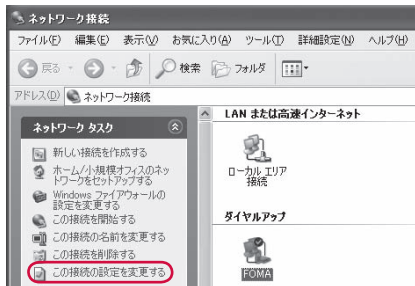 ネットワーク接続
ファイル(F) 編集(E) 表示(V) お気に入り(A) ツール(T) 詳細設定(N) ヘルプ(H)
戻る 検索 フォルダ
アドレス(D) ネットワーク接続
ネットワーク タスク
新しい接続を作成する
ホーム/小規模オフィスのネッ
トワークをセットアップする
Windows ファイアウォールの
設定を変更する
この接続を開始する
この接続の名前を変更する
この接続を削除する
この接続の設定を変更する
LAN または高速インターネット
ローカル エリア
接続
ダイヤルアップ
FOMA